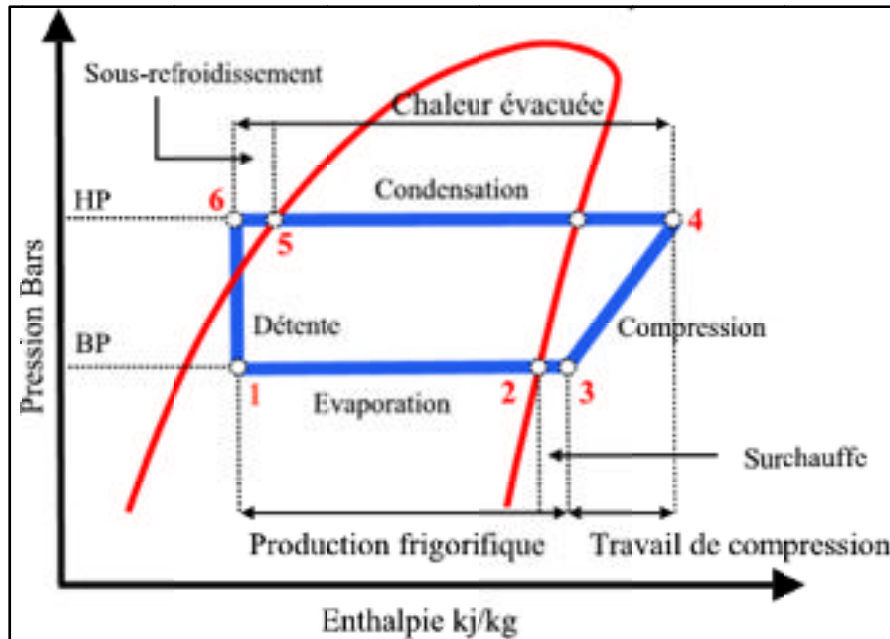 Sous-refroidissement
Chaleur évacuée
HP
6
Condensation
4
5
Pression Bars
Détente
Compression
BP
1
Evaporation
2
3
Surchauffe
Production frigorifique
Travail de compression
Enthalpie kj/kg